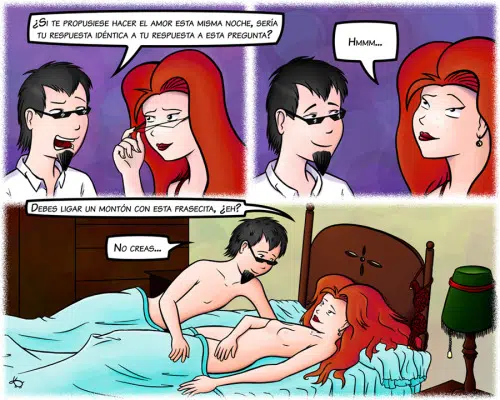 ¿Si te propusiese hacer el amor esta misma noche, sería
tu respuesta idéntica a tu respuesta a esta pregunta?
Hmmm...
Debes ligar un montón con esta frasecita, ¿eh?
No creas...